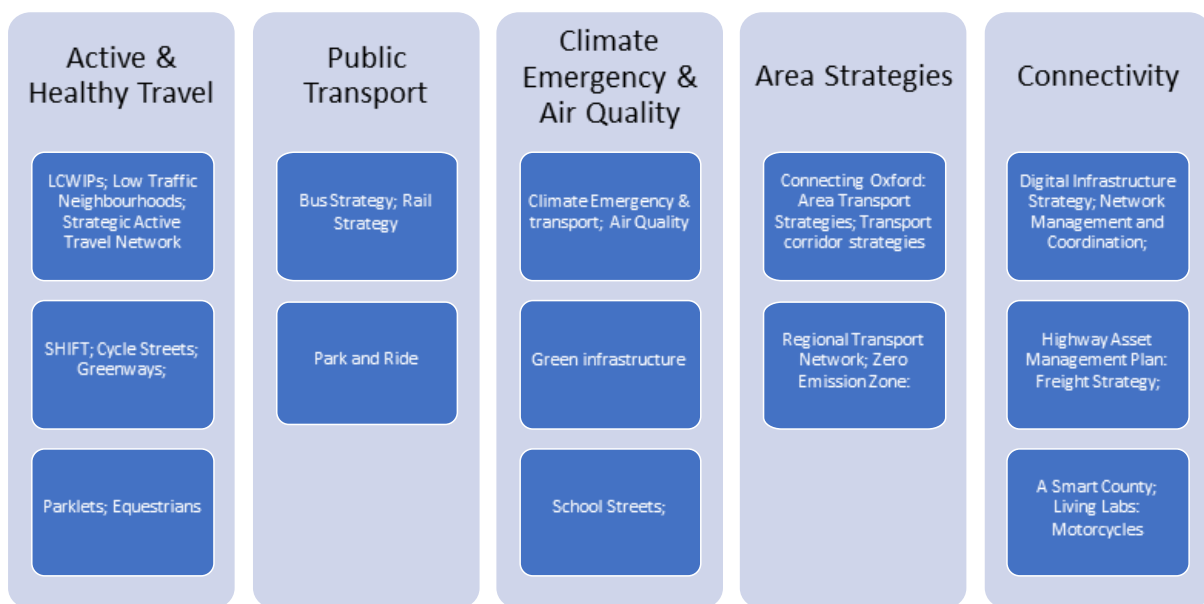 Active &
Healthy Travel
LCWIPs; Low Traffic
Neighbourhoods;
Strategic Active
Travel Network
SHIFT; Cycle Streets;
Greenways;
Parklets; Equestrians
Public
Transport
Bus Strategy; Rail
Strategy
Park and Ride
Climate
Emergency &
Air Quality
Climate Emergency &
transport; Air Quality
Green infrastructure
School Streets;
Area Strategies
Connecting Oxford:
Area Transport
Strategies; Transport
corridor strategies
Regional Transport
Network; Zero
Emission Zone:
Connectivity
Digital Infrastructure
Strategy; Network
Management and
Coordination;
Highway Asset
Management Plan:
Freight Strategy;
A Smart County;
Living Labs:
Motorcycles